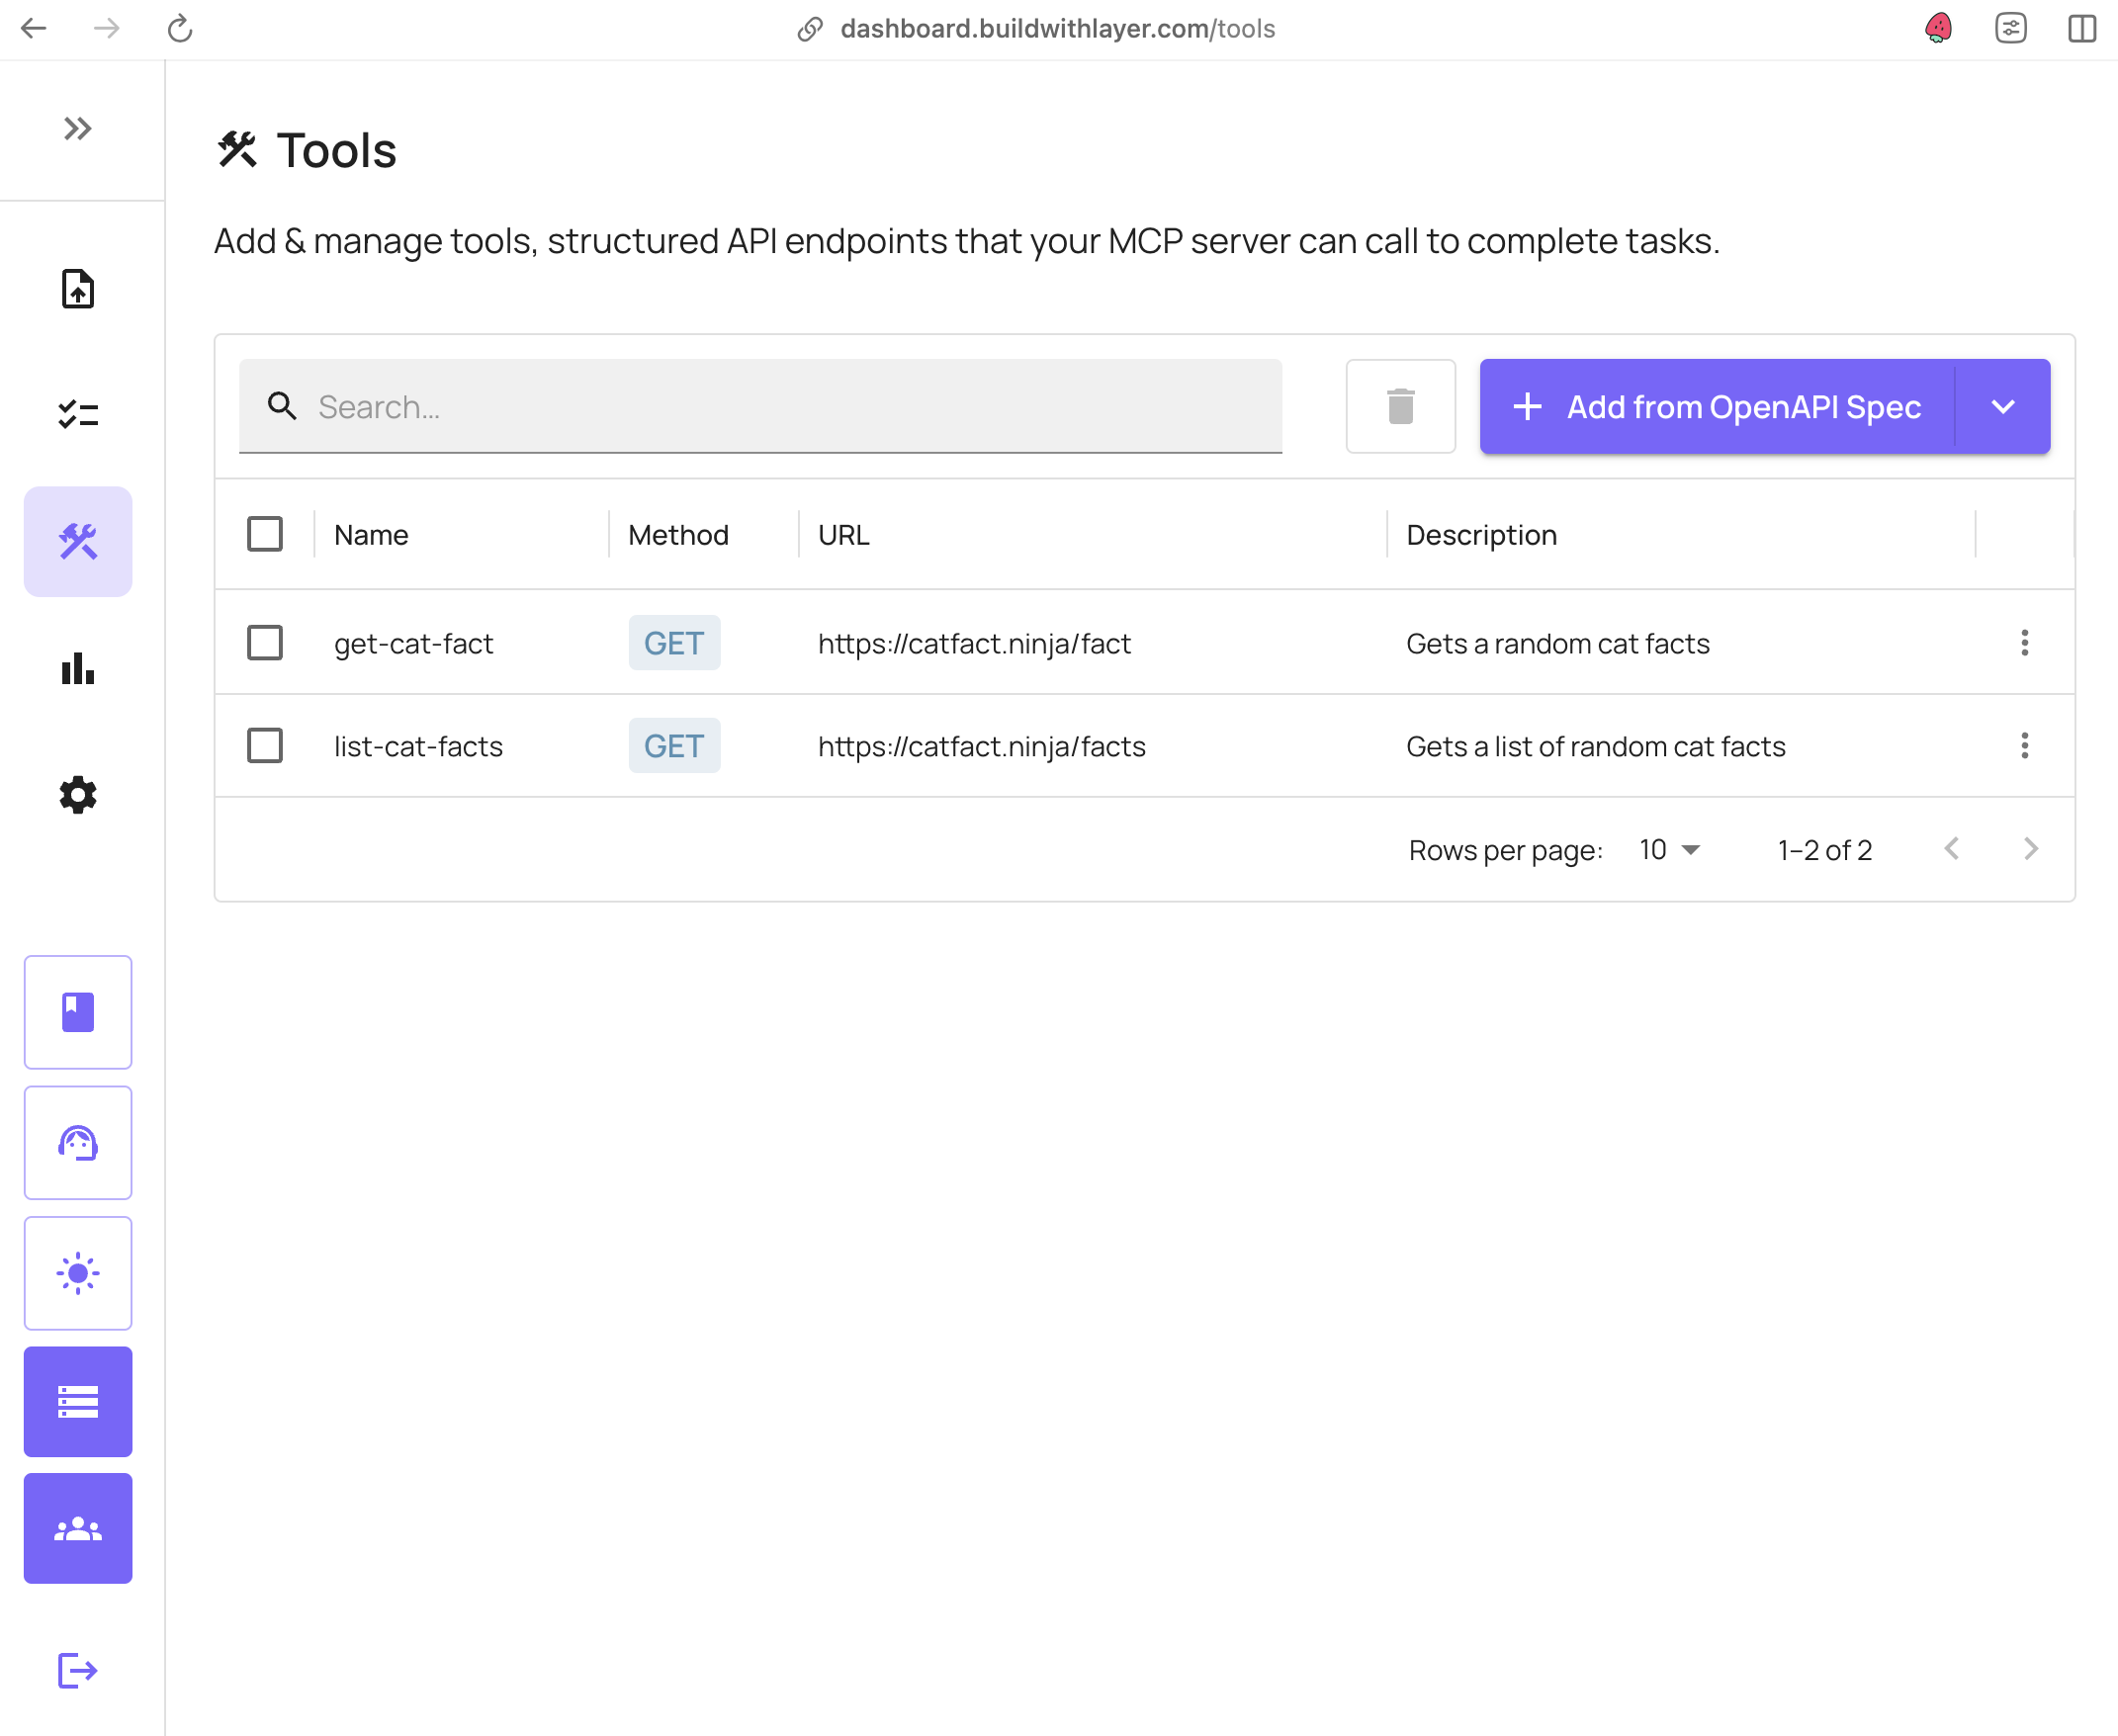 dashboard.buildwithlayer.com/tools
Tools
Add & manage tools, structured API endpoints that your MCP server can call to complete tasks.
Search...
Add from OpenAPI Spec
Name Method URL Description
get-cat-fact GET https://catfact.ninja/fact Gets a random cat facts
list-cat-facts GET https://catfact.ninja/facts Gets a list of random cat facts
Rows per page: 10 1–2 of 2